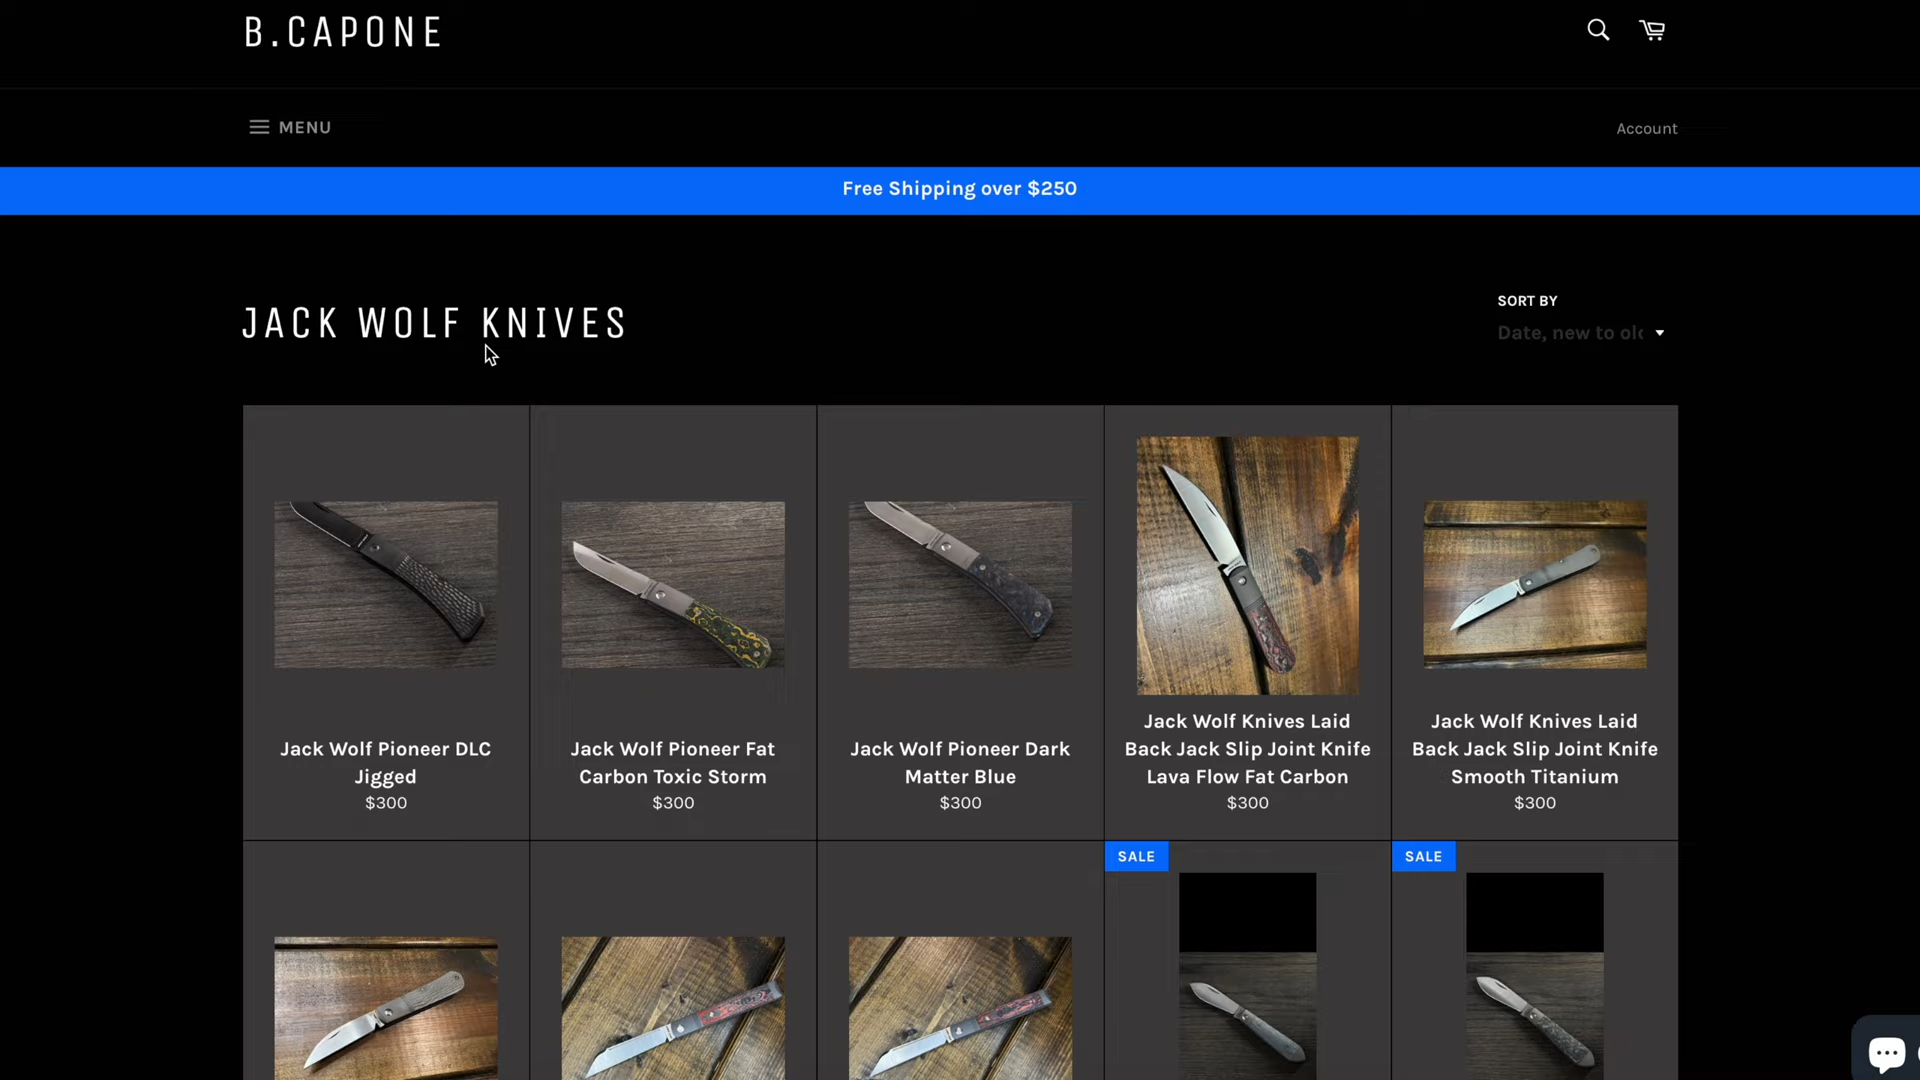 B.CAPONE
MENU
Account
Free Shipping over $250
JACK WOLF KNIVES
SORT BY
Date, new to old
Jack Wolf Pioneer DLC
Jigged
$300
Jack Wolf Pioneer Fat
Carbon Toxic Storm
$300
Jack Wolf Pioneer Dark
Matter Blue
$300
Jack Wolf Knives Laid
Back Jack Slip Joint Knife
Lava Flow Fat Carbon
$300
Jack Wolf Knives Laid
Back Jack Slip Joint Knife
Smooth Titanium
$300
SALE
SALE